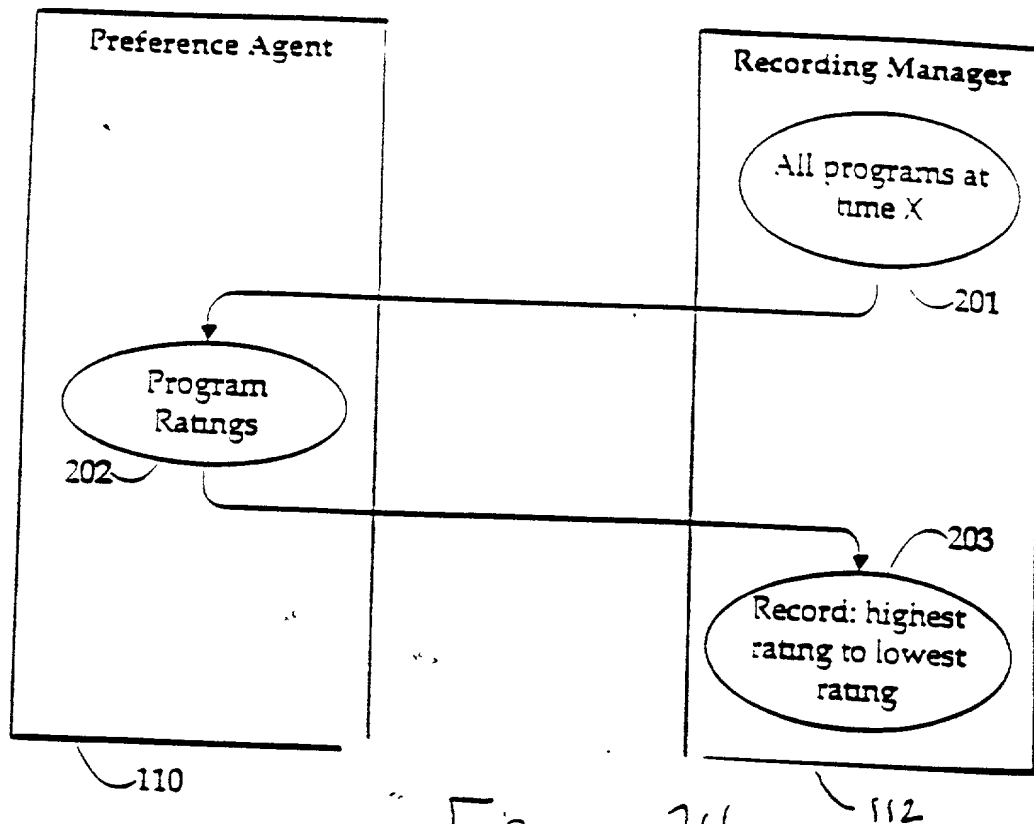 Preference Agent
Recording Manager
All programs at
time X
201
Program
Ratings
202
203
Record: highest
rating to lowest
rating
110
112